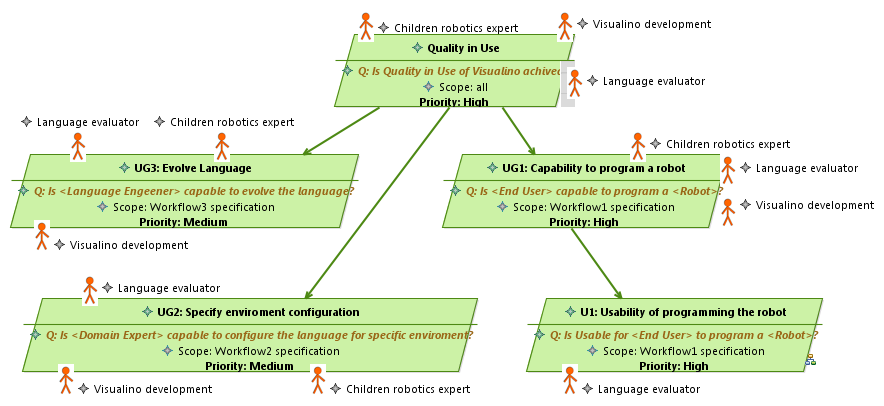 Children robotics expert
Visualino development
Quality in Use
Q: Is Quality in Use of Visualino achived
Language evaluator
Scope: all
Priority: High
Language evaluator
Children robotics expert
Children robotics expert
UG3: Evolve Language
UG1: Capability to program a robot
Language evaluator
Q: Is <Language Engeener> capable to evolve the language?
Q: Is <End User> capable to program a <Robot>?
Scope: Workflow3 specification
Scope: Workflow1 specification
Visualino development
Priority: Medium
Priority: High
Visualino development
Language evaluator
UG2: Specify enviroment configuration
U1: Usability of programming the robot
Q: Is <Domain Expert> capable to configure the language for specific enviroment?
Q: Is Usable for <End User> to program a <Robot>?
Scope: Workflow2 specification
Scope: Workflow1 specification
Priority: Medium
Priority: High
Visualino development
Children robotics expert
Language evaluator